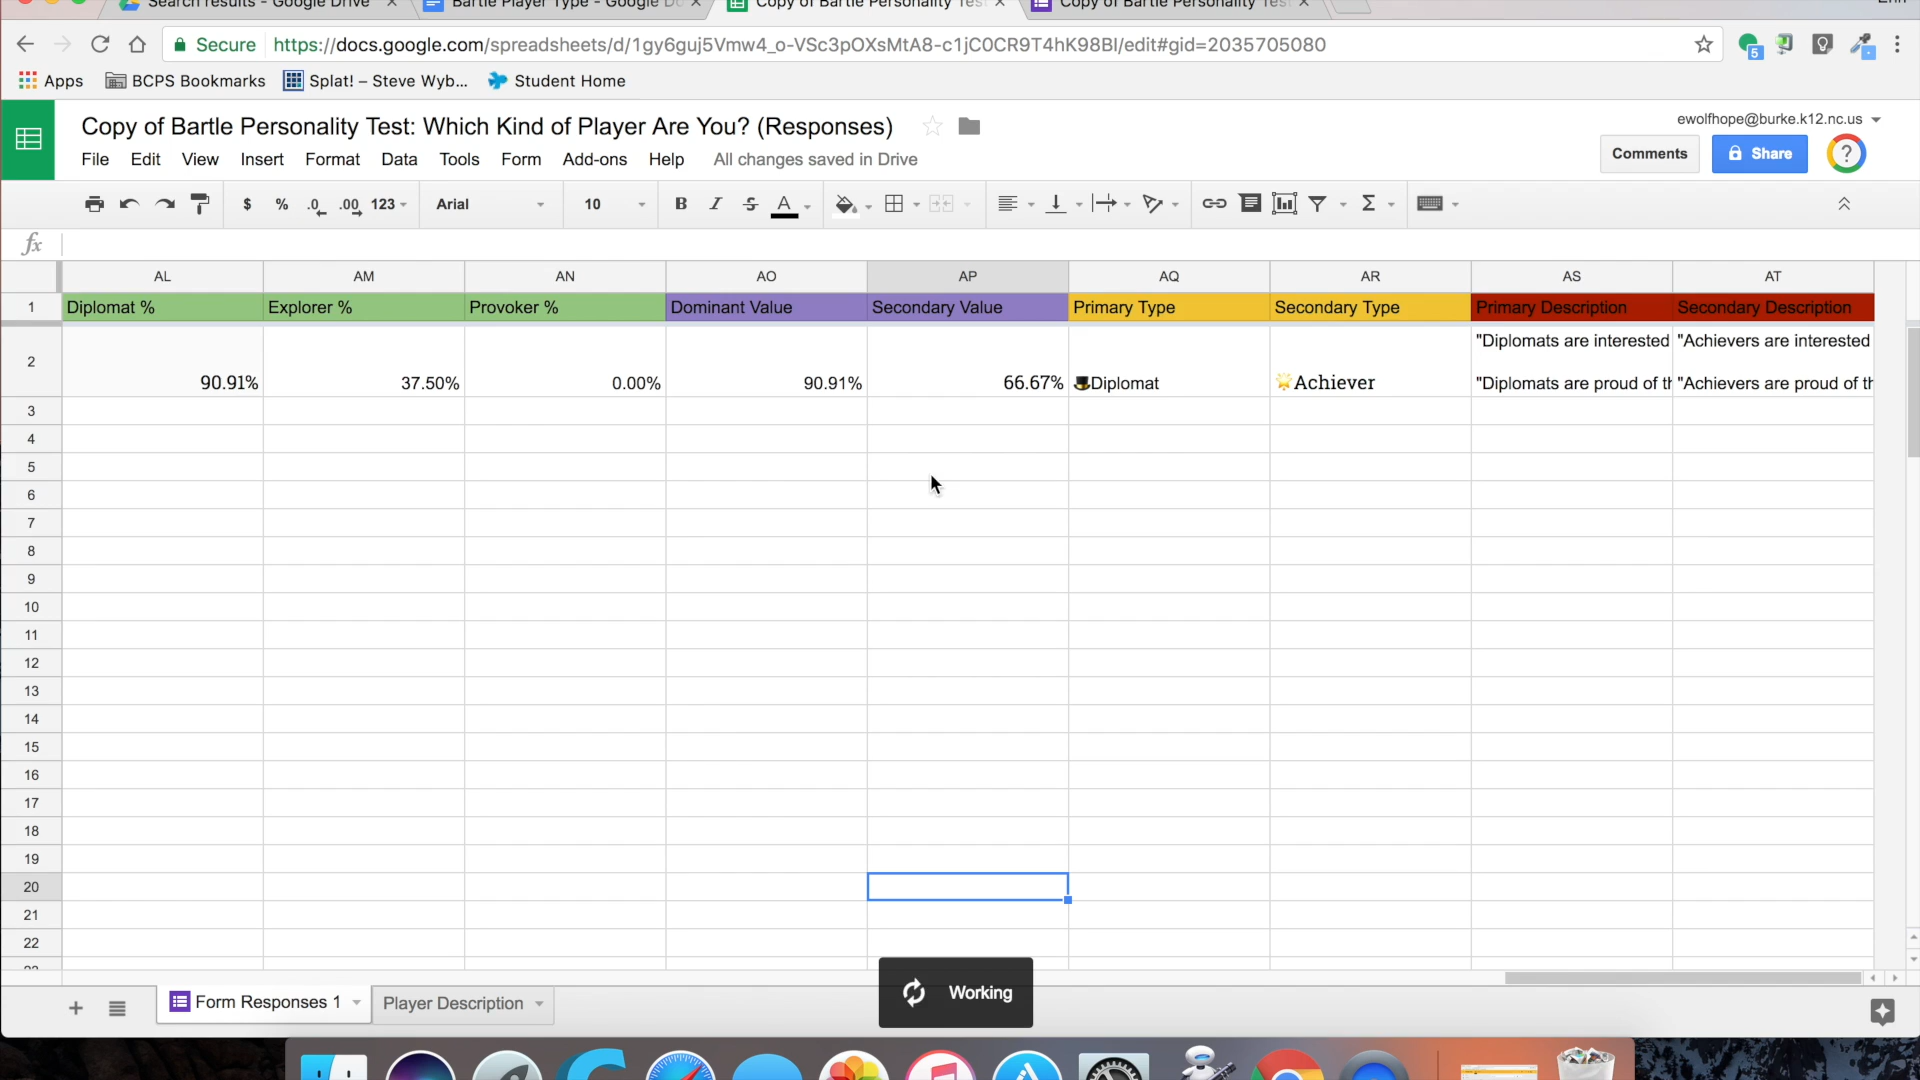 Search results - Google Drive
Bartle Player Type - Google Do
Copy of Bartle Personality Tes
Copy of Bartle Personality Tes
Secure https://docs.google.com/spreadsheets/d/1gy6guj5Vmw4_o-VSc3pOXsMtA8-c1jC0CR9T4hK98BI/edit#gid=2035705080
5
Apps BCPS Bookmarks Splat! – Steve Wyb... Student Home
Copy of Bartle Personality Test: Which Kind of Player Are You? (Responses)
ewolfhope@burke.k12.nc.us
File Edit View Insert Format Data Tools Form Add-ons Help All changes saved in Drive
Comments Share ?
$ % .0 .00 123 Arial 10 B I S A Σ
fx
AL AM AN AO AP AQ AR AS AT
1 Diplomat % Explorer % Provoker % Dominant Value Secondary Value Primary Type Secondary Type Primary Description Secondary Description
"Diplomats are interested "Achievers are interested
2 90.91% 37.50% 0.00% 90.91% 66.67% Diplomat Achiever "Diplomats are proud of th "Achievers are proud of th
3
4
5
6
7
8
9
10
11
12
13
14
15
16
17
18
19
20
21
22
Form Responses 1 Player Description Working